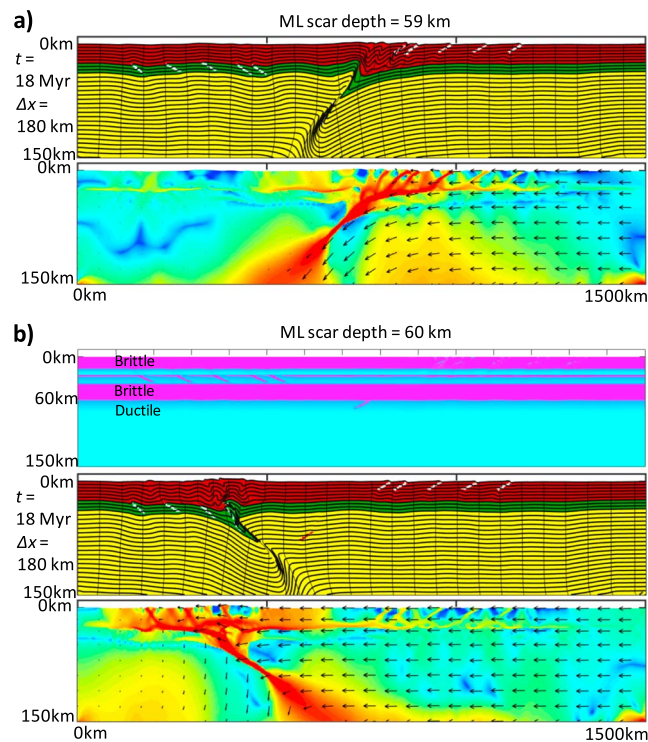 a)
ML scar depth = 59 km
0km
t =
18 Myr
Δx =
180 km
150km
0km
150km
0km
1500km
b)
ML scar depth = 60 km
0km
Brittle
Brittle
60km
Ductile
150km
0km
t =
18 Myr
Δx =
180 km
150km
0km
150km
0km
1500km